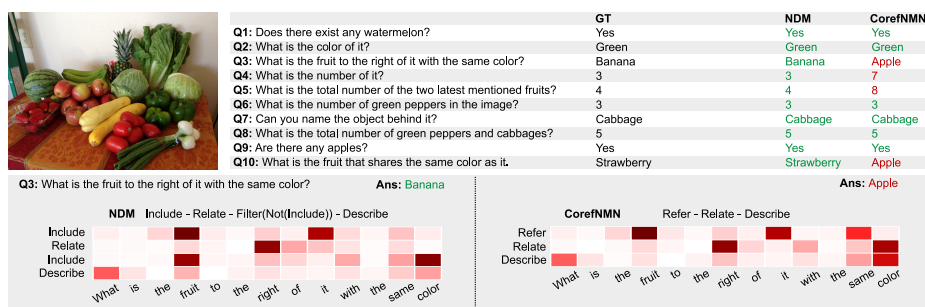 GT NDM CorefNMN
Q1: Does there exist any watermelon? Yes Yes Yes
Q2: What is the color of it? Green Green Green
Q3: What is the fruit to the right of it with the same color? Banana Banana Apple
Q4: What is the number of it? 3 3 7
Q5: What is the total number of the two latest mentioned fruits? 4 4 8
Q6: What is the number of green peppers in the image? 3 3 3
Q7: Can you name the object behind it? Cabbage Cabbage Cabbage
Q8: What is the total number of green peppers and cabbages? 5 5 5
Q9: Are there any apples? Yes Yes Yes
Q10: What is the fruit that shares the same color as it. Strawberry Strawberry Apple
Q3: What is the fruit to the right of it with the same color? Ans: Banana
NDM Include - Relate - Filter(Not(Include)) - Describe
Include
Relate
Include
Describe
What is the fruit to the right of it with the same color
Ans: Apple
CorefNMN Refer - Relate - Describe
Refer
Relate
Describe
What is the fruit to the right of it with the same color